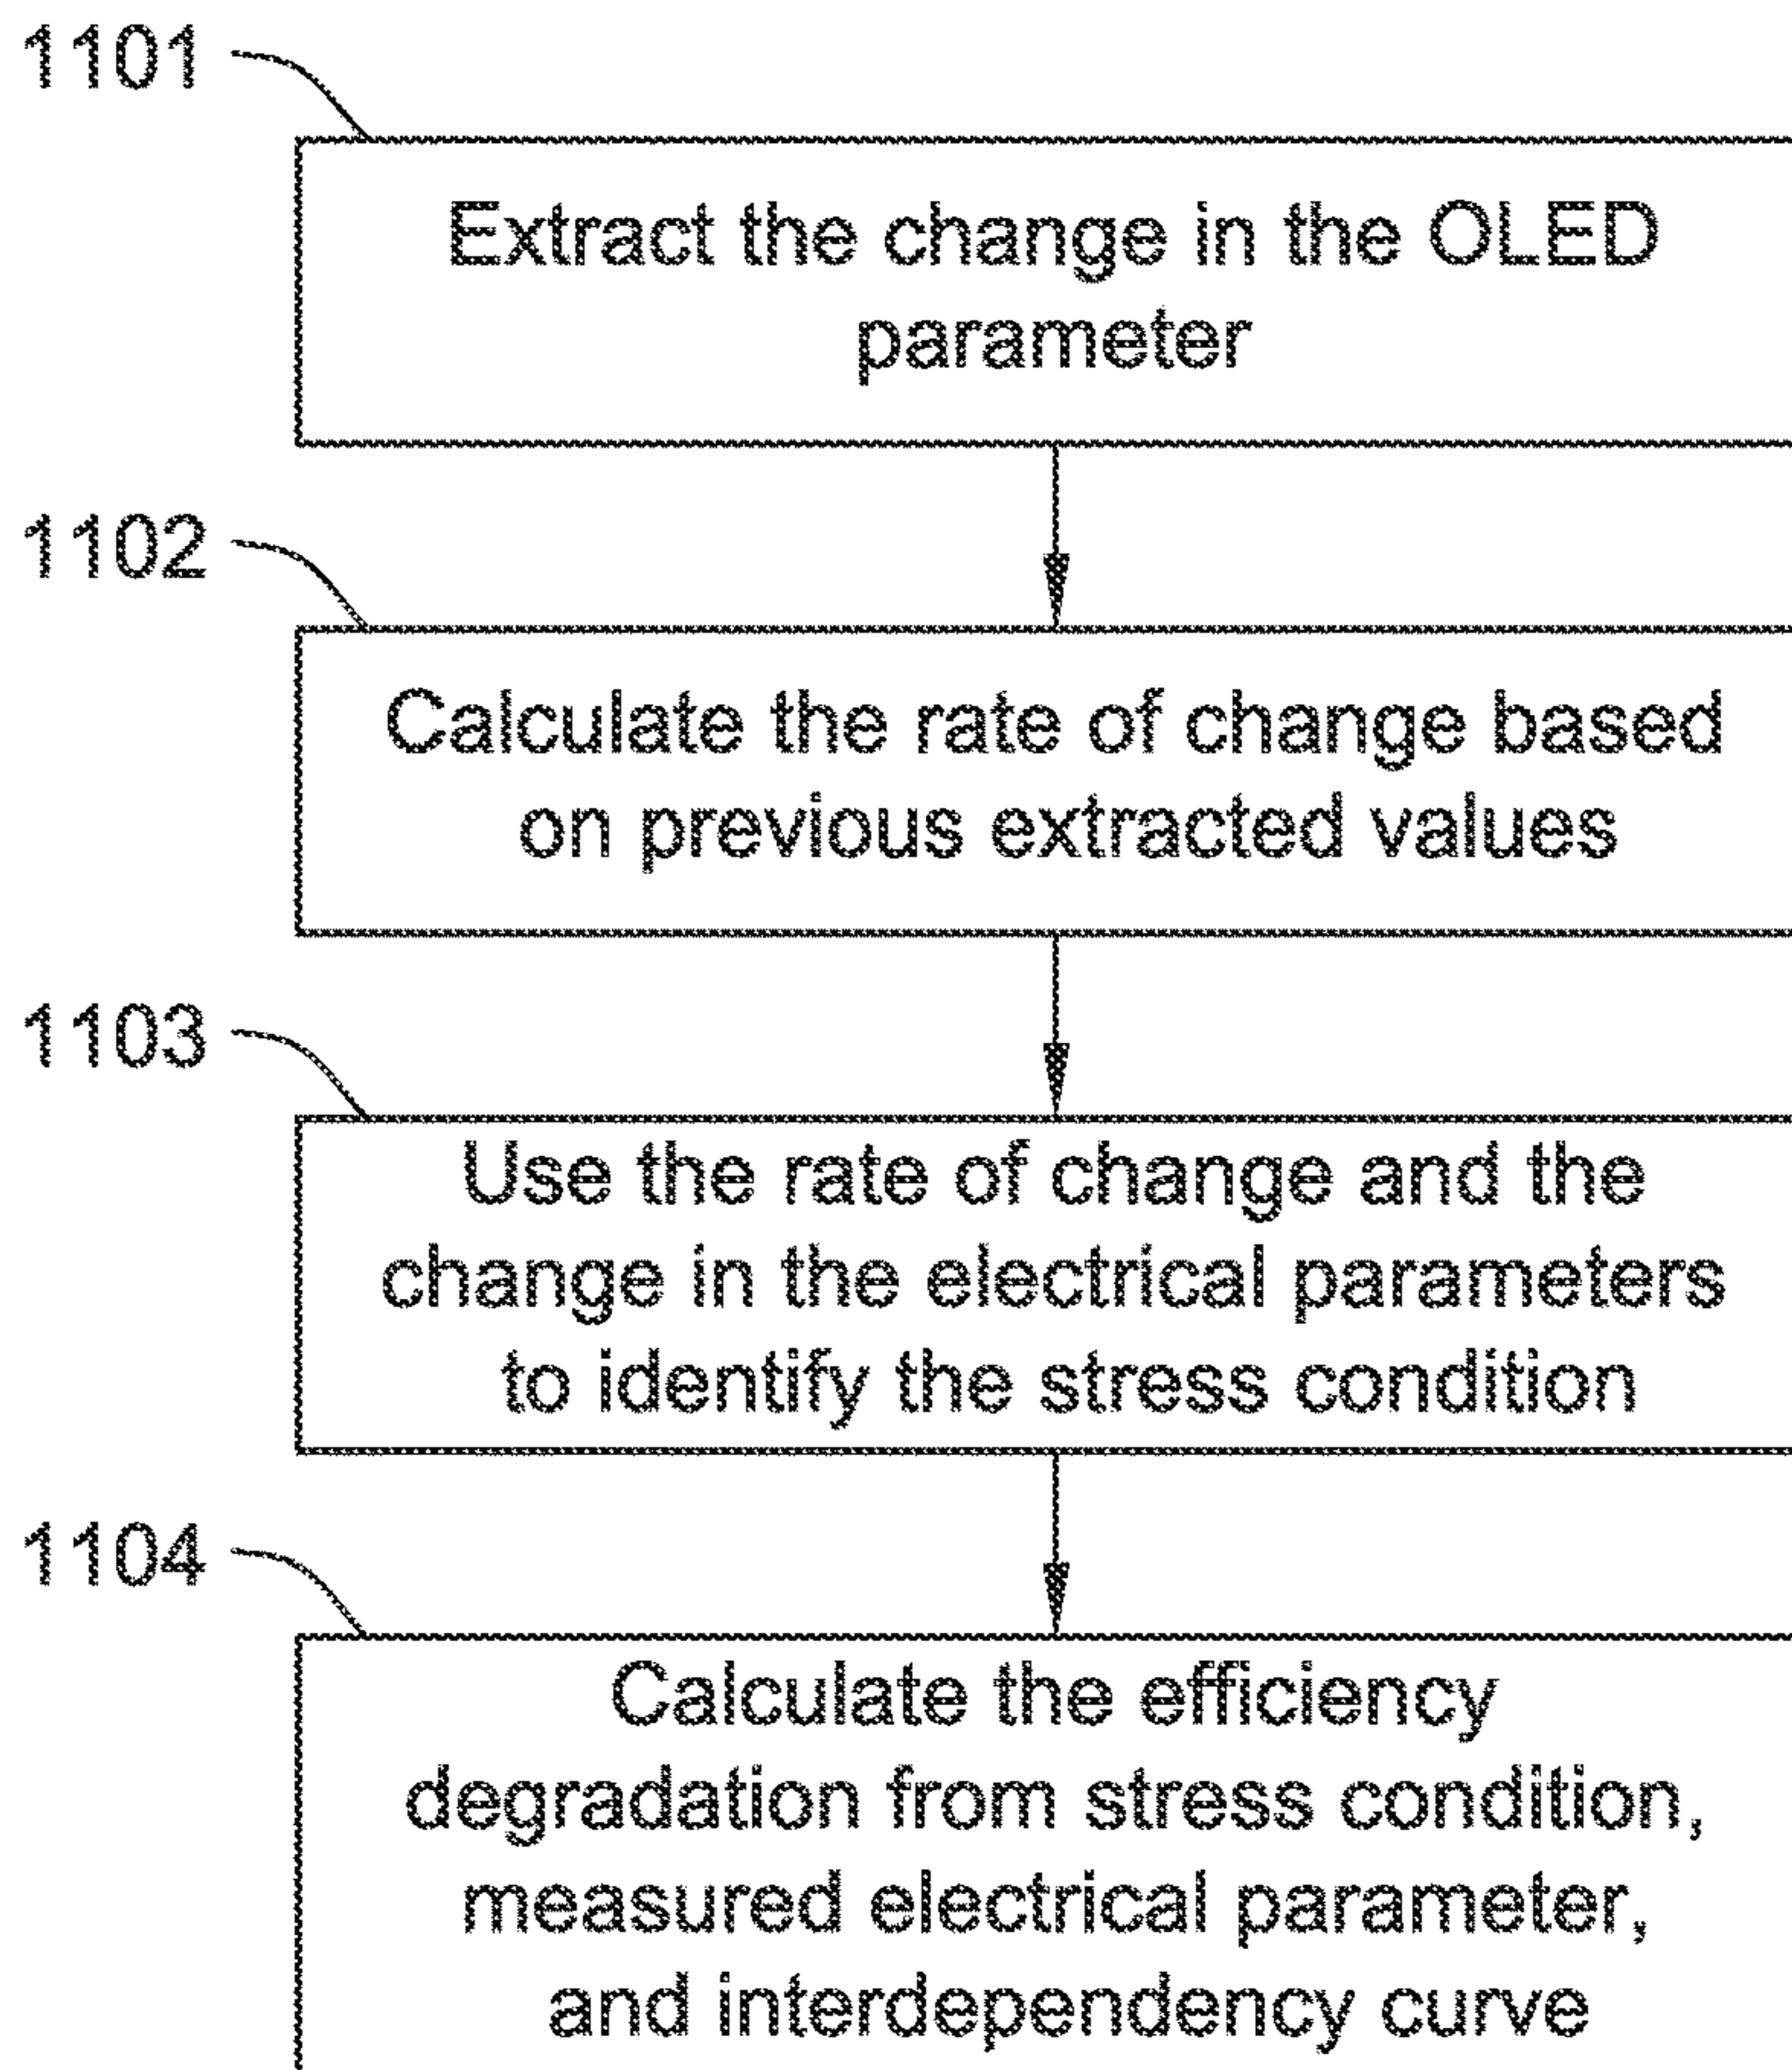 1101
Extract the change in the OLED
parameter
1102
Calculate the rate of change based
on previous extracted values
1103
Use the rate of change and the
change in the electrical parameters
to identify the stress condition
1104
Calculate the efficiency
degradation from stress condition,
measured electrical parameter,
and interdependency curve